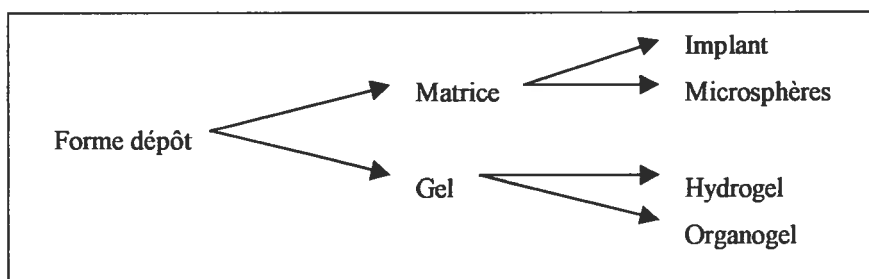 Implant
Matrice
Microsphères
Forme dépôt
Gel
Hydrogel
Organogel